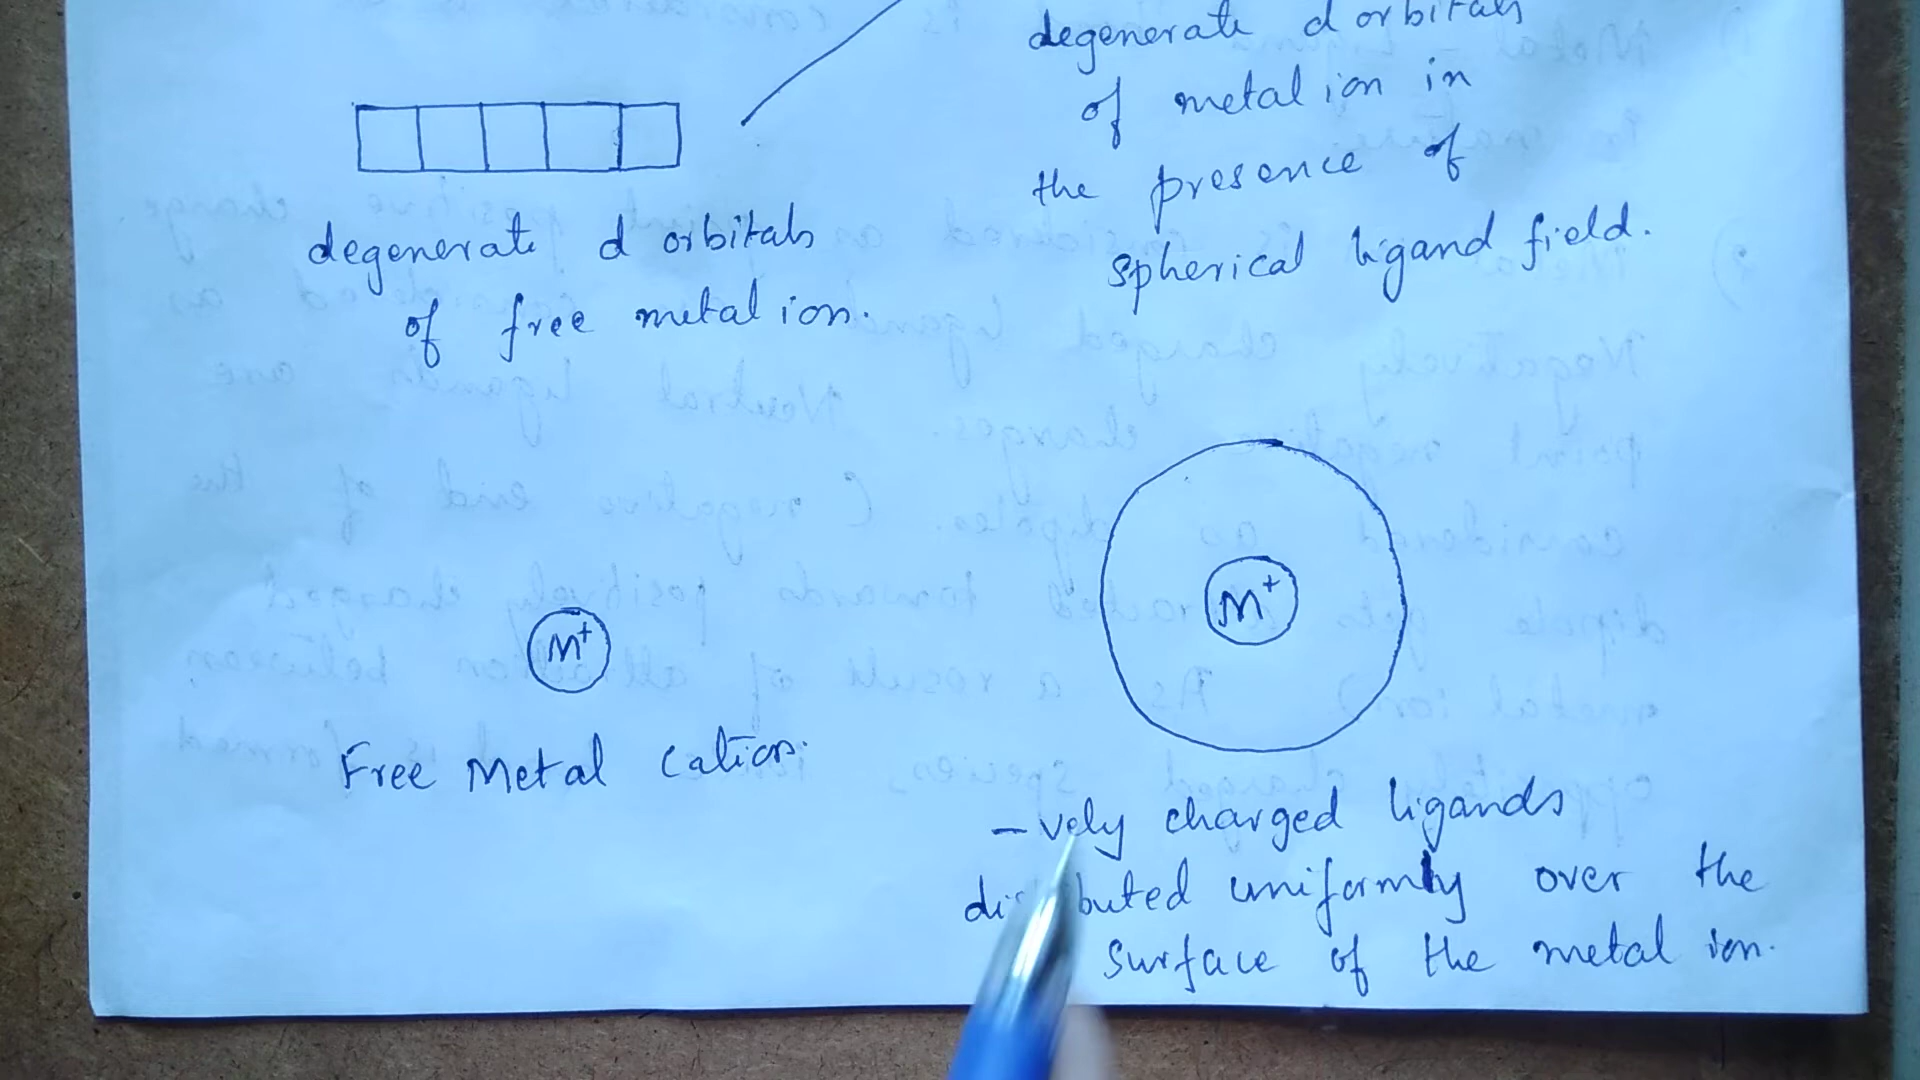 degenerate d orbitals
of metal ion in
the presence of
spherical ligand field.
degenerate d orbitals
of free metal ion.
M+
Free Metal Cation.
M+
-vely charged ligands
uniformly over the
surface of the metal ion.